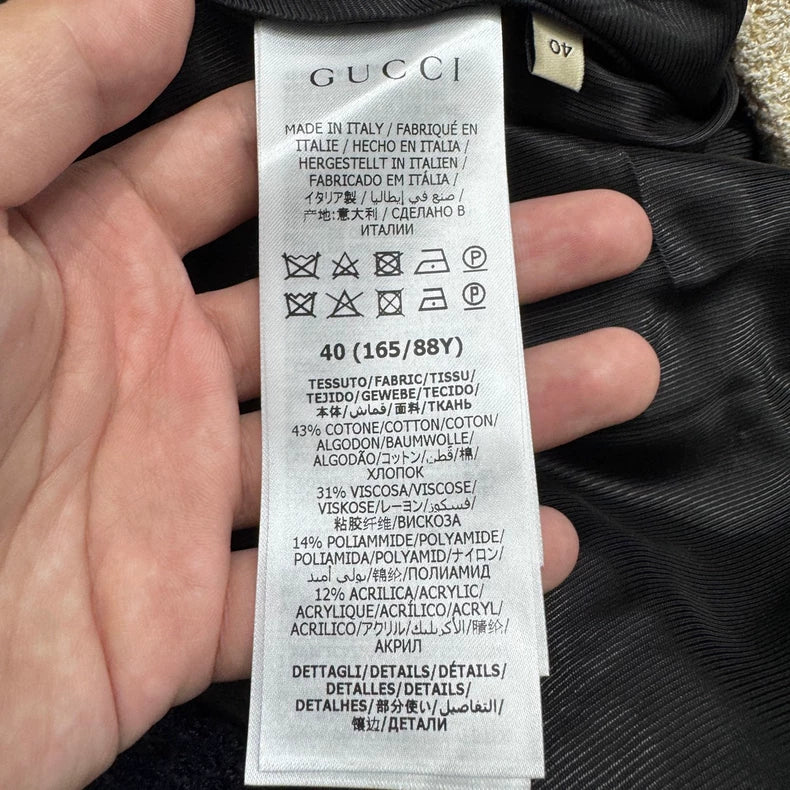 GUCCI
40
MADE IN ITALY / FABRIQUÉ EN
ITALIE / HECHO EN ITALIA /
HERGESTELLT IN ITALIEN /
FABRICADO EM ITÁLIA /
イタリア製 / صنع في إيطاليا /
产地:意大利 / СДЕЛАНО В
ИТАЛИИ
P
P
40 (165/88Y)
TESSUTO/FABRIC/TISSU/
TEJIDO/GEWEBE/TECIDO/
本体/قماش/面料/ТКАНЬ
43% COTONE/COTTON/COTON/
ALGODON/BAUMWOLLE/
ALGODÃO/コットン/قطن/棉/
ХЛОПОК
31% VISCOSA/VISCOSE/
VISKOSE/レーヨン/فسكوز/
粘胶纤维/ВИСКОЗА
14% POLIAMMIDE/POLYAMIDE/
POLIAMIDA/POLYAMID/ナイロン/
بولي أميد/锦纶/ПОЛИАМИД
12% ACRILICA/ACRYLIC/
ACRYLIQUE/ACRÍLICO/ACRYL/
ACRILICO/アクリル/الأكريليك/腈纶/
АКРИЛ
DETTAGLI/DETAILS/DÉTAILS/
DETALLES/DETAILS/
DETALHES/部分使い/التفاصيل/
镶边/ДЕТАЛИ